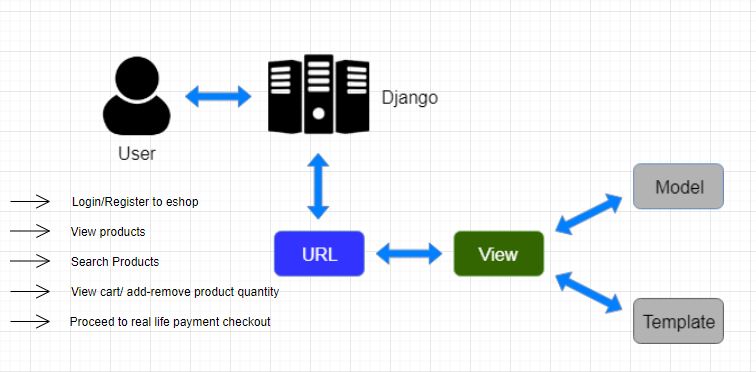 Django
User
Model
Login/Register to eshop
View products
URL
View
Search Products
View cart/ add-remove product quantity
Proceed to real life payment checkout
Template